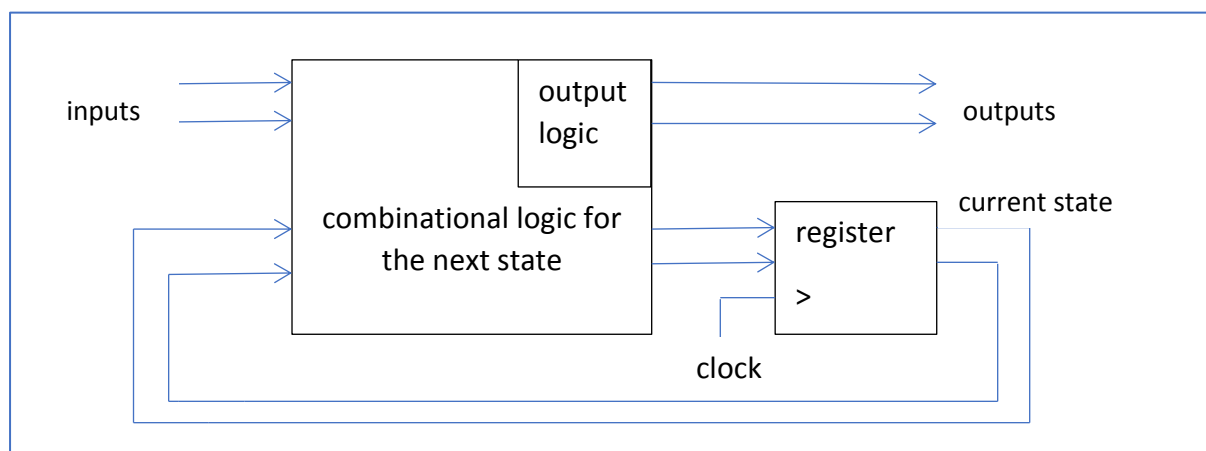 inputs
output
logic
outputs
combinational logic for
the next state
register
>
current state
clock